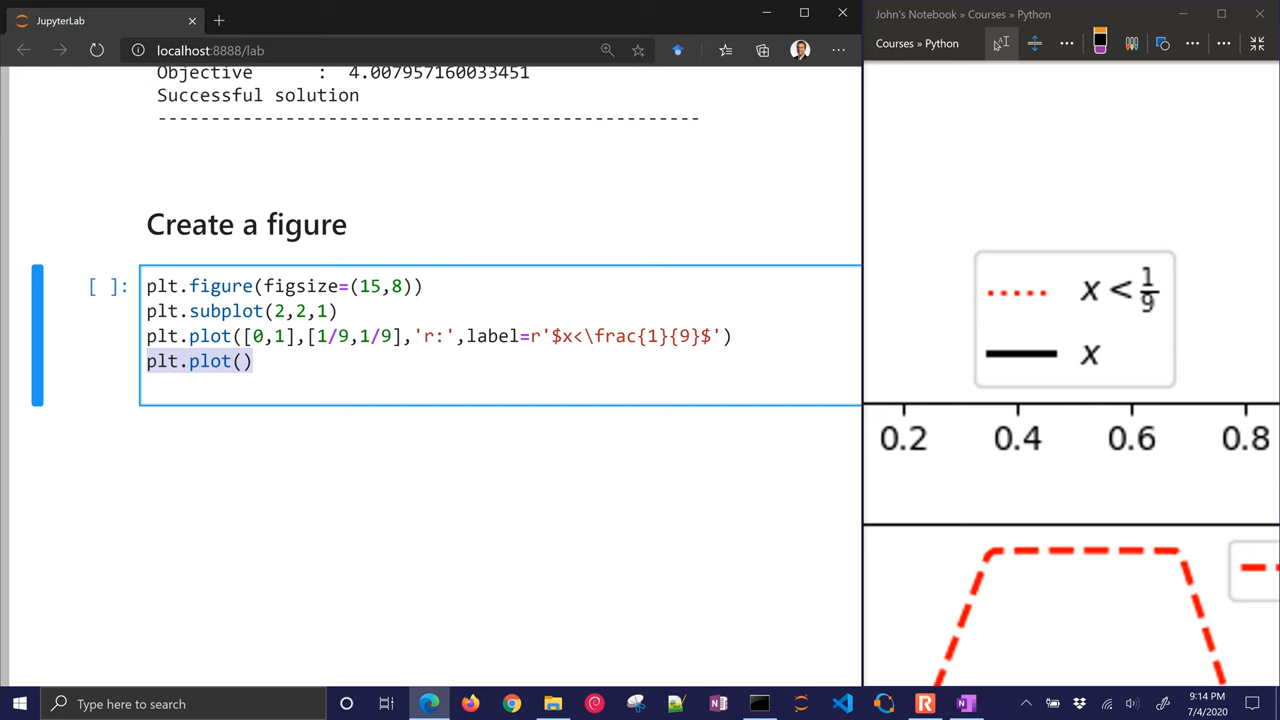 JupyterLab
localhost:8888/lab
Objective : 4.007957160033451
Successful solution
-------------------------------------------------
Create a figure
[ ]:
plt.figure(figsize=(15,8))
plt.subplot(2,2,1)
plt.plot([0,1],[1/9,1/9],'r:',label=r'$x<\frac{1}{9}$')
plt.plot()
John's Notebook » Courses » Python
Courses » Python
x < 1/9
x
0.2 0.4 0.6 0.8
Type here to search
9:14 PM
7/4/2020